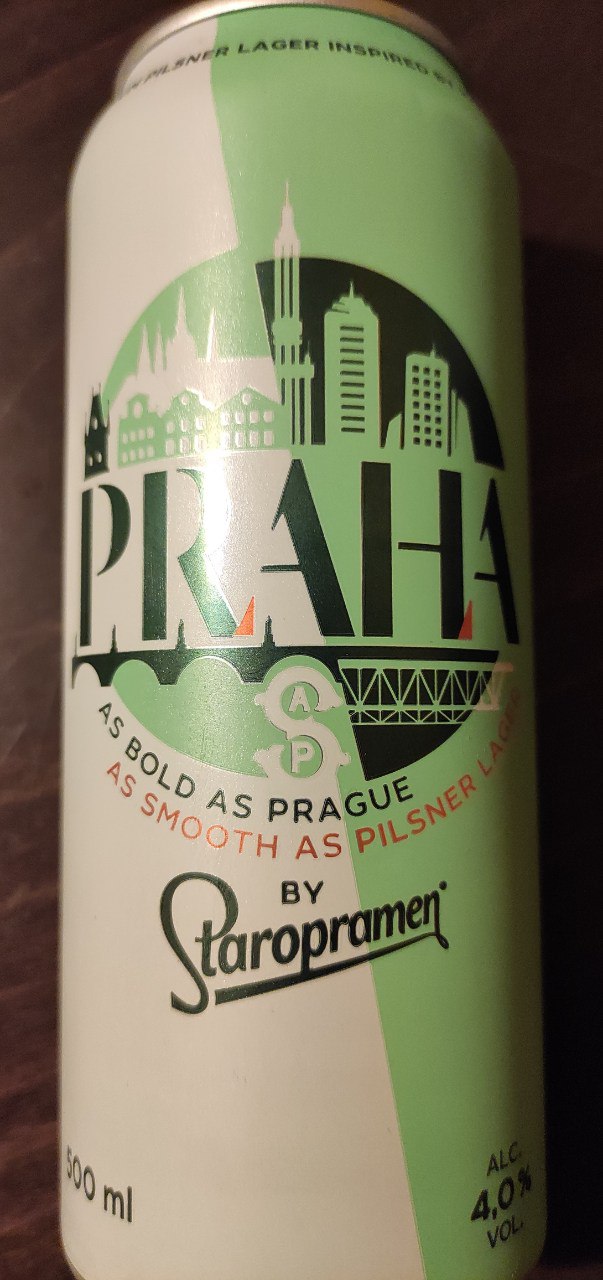 PILSNER LAGER INSPIRED BY
PRAHA
A
S
P
AS BOLD AS PRAGUE
AS SMOOTH AS PILSNER LAGER
BY
Staropramen
500 ml
ALC.
4,0%
VOL.